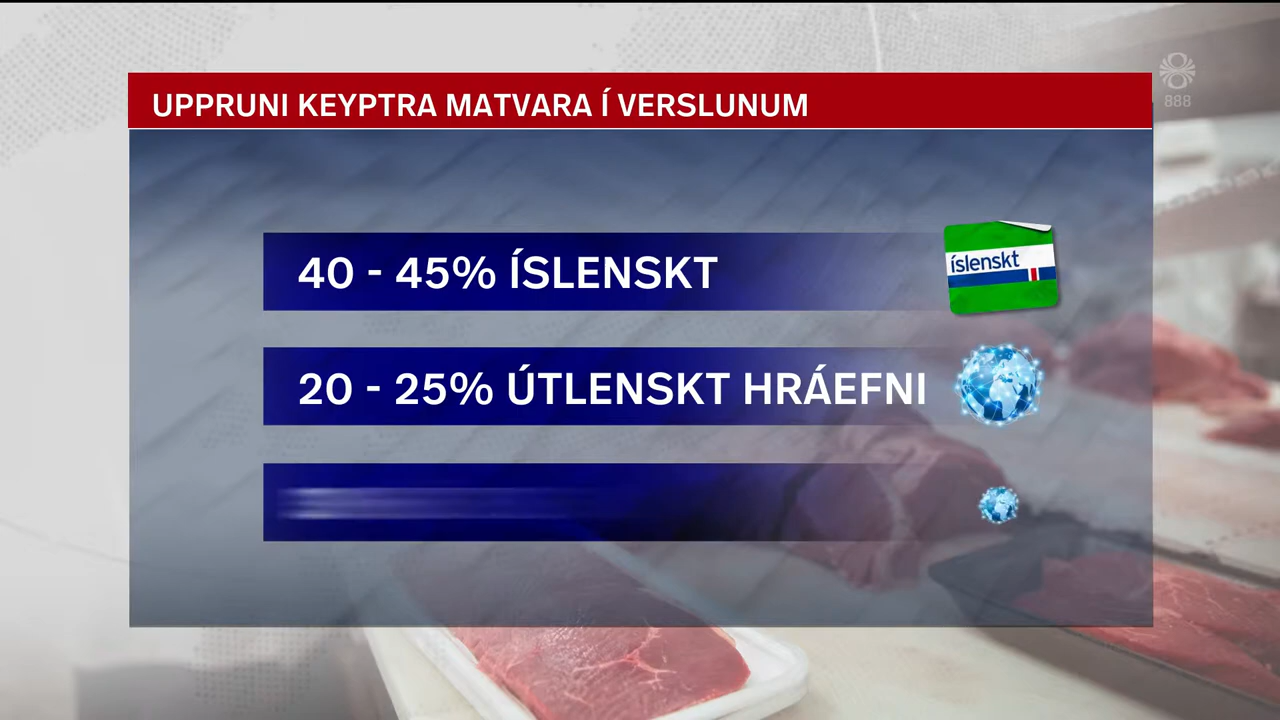 UPPRUNI KEYPTRA MATVARA Í VERSLUNUM
888
40 - 45% ÍSLENSKT
íslenskt
20 - 25% ÚTLENSKT HRÁEFNI